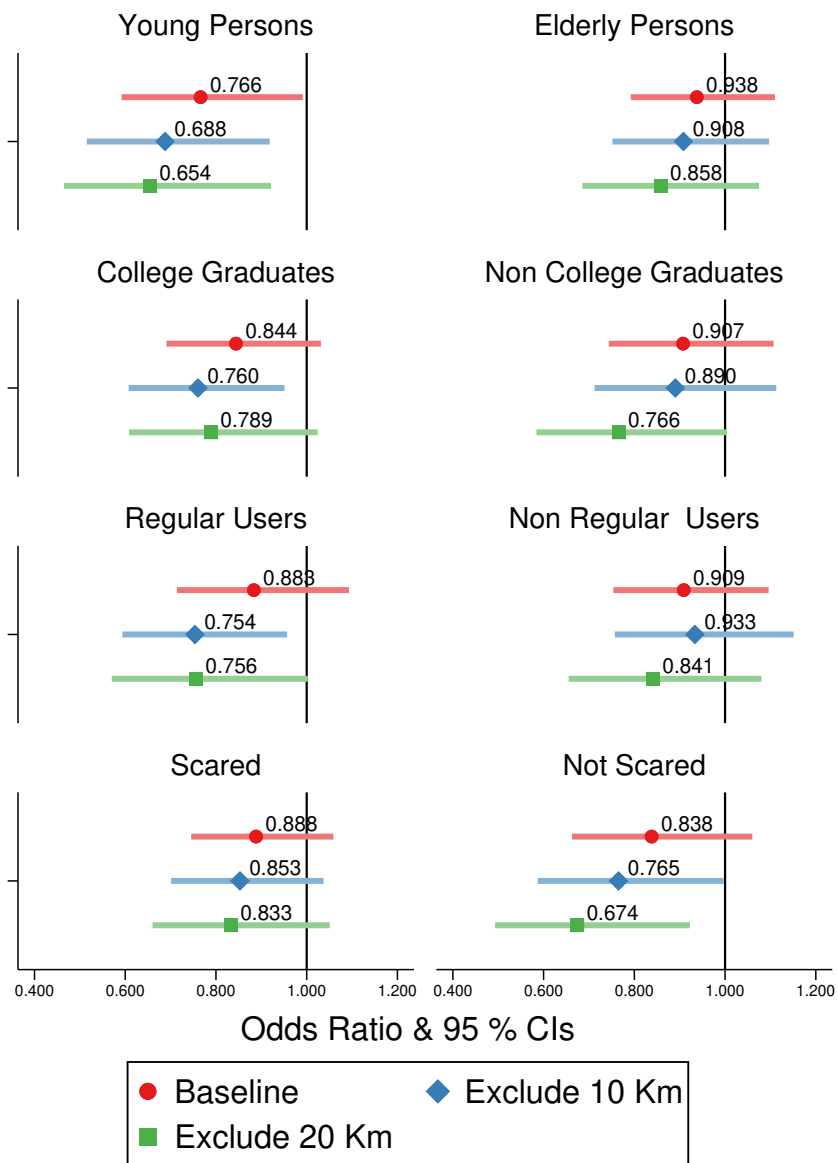 Young Persons
0.766
0.688
0.654
Elderly Persons
0.938
0.908
0.858
College Graduates
0.844
0.760
0.789
Non College Graduates
0.907
0.890
0.766
Regular Users
0.883
0.754
0.756
Non Regular Users
0.909
0.933
0.841
Scared
0.888
0.853
0.833
Not Scared
0.838
0.765
0.674
0.400 0.600 0.800 1.000 1.200
0.400 0.600 0.800 1.000 1.200
Odds Ratio & 95 % CIs
Baseline
Exclude 10 Km
Exclude 20 Km